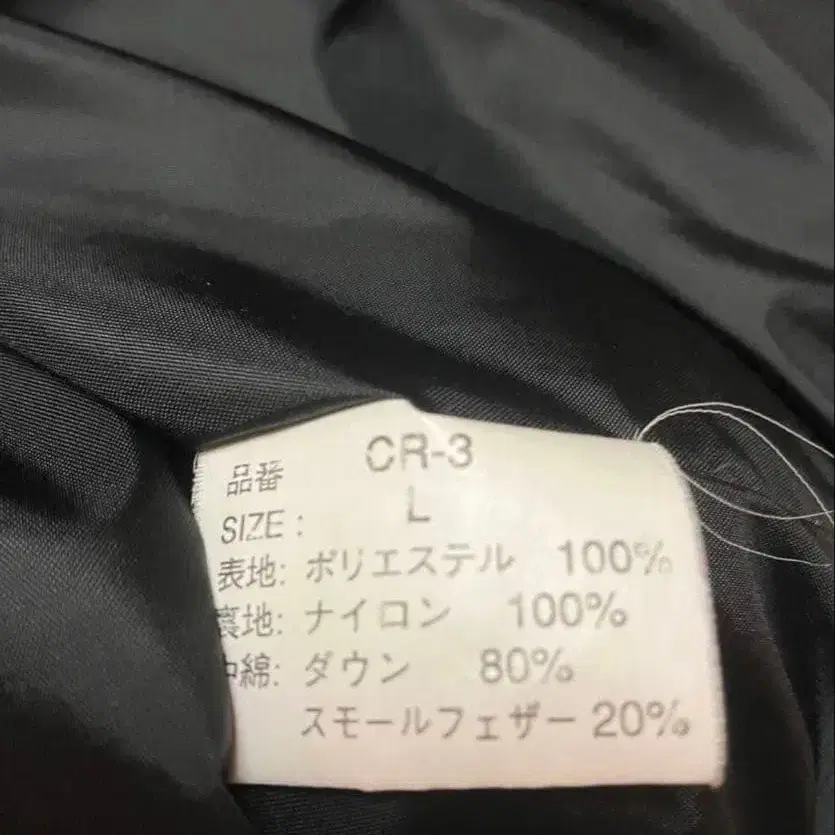 品番 CR-3
SIZE : L
表地: ポリエステル 100%
裏地: ナイロン 100%
中綿: ダウン 80%
スモールフェザー 20%